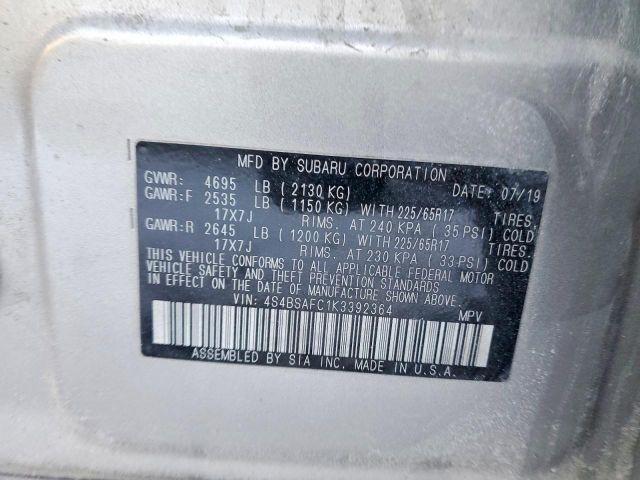 MFD BY SUBARU CORPORATION
GVWR: 4695 LB ( 2130 KG) DATE: 07/19
GAWR:F 2535 LB ( 1150 KG) WITH 225/65R17 TIRES,
17X7J RIMS, AT 240 KPA ( 35 PSI) COLD
GAWR:R 2645 LB ( 1200 KG) WITH 225/65R17 TIRES,
17X7J RIMS, AT 230 KPA ( 33 PSI) COLD
THIS VEHICLE CONFORMS TO ALL APPLICABLE FEDERAL MOTOR
VEHICLE SAFETY AND THEFT PREVENTION STANDARDS
IN EFFECT ON THE DATE OF MANUFACTURE SHOWN ABOVE.
VIN: 4S4BSAFC1K3392364 MPV
ASSEMBLED BY SIA INC. MADE IN U.S.A.